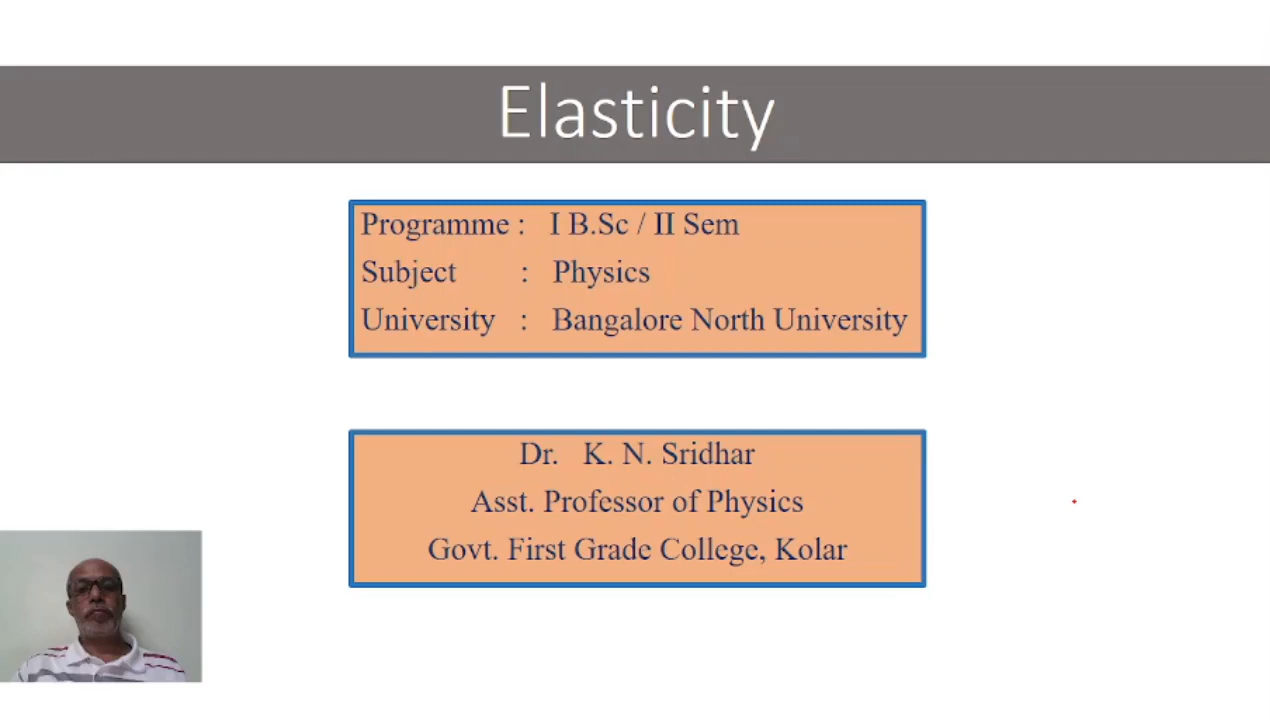 Elasticity
Programme : I B.Sc / II Sem
Subject : Physics
University : Bangalore North University
Dr. K. N. Sridhar
Asst. Professor of Physics
Govt. First Grade College, Kolar